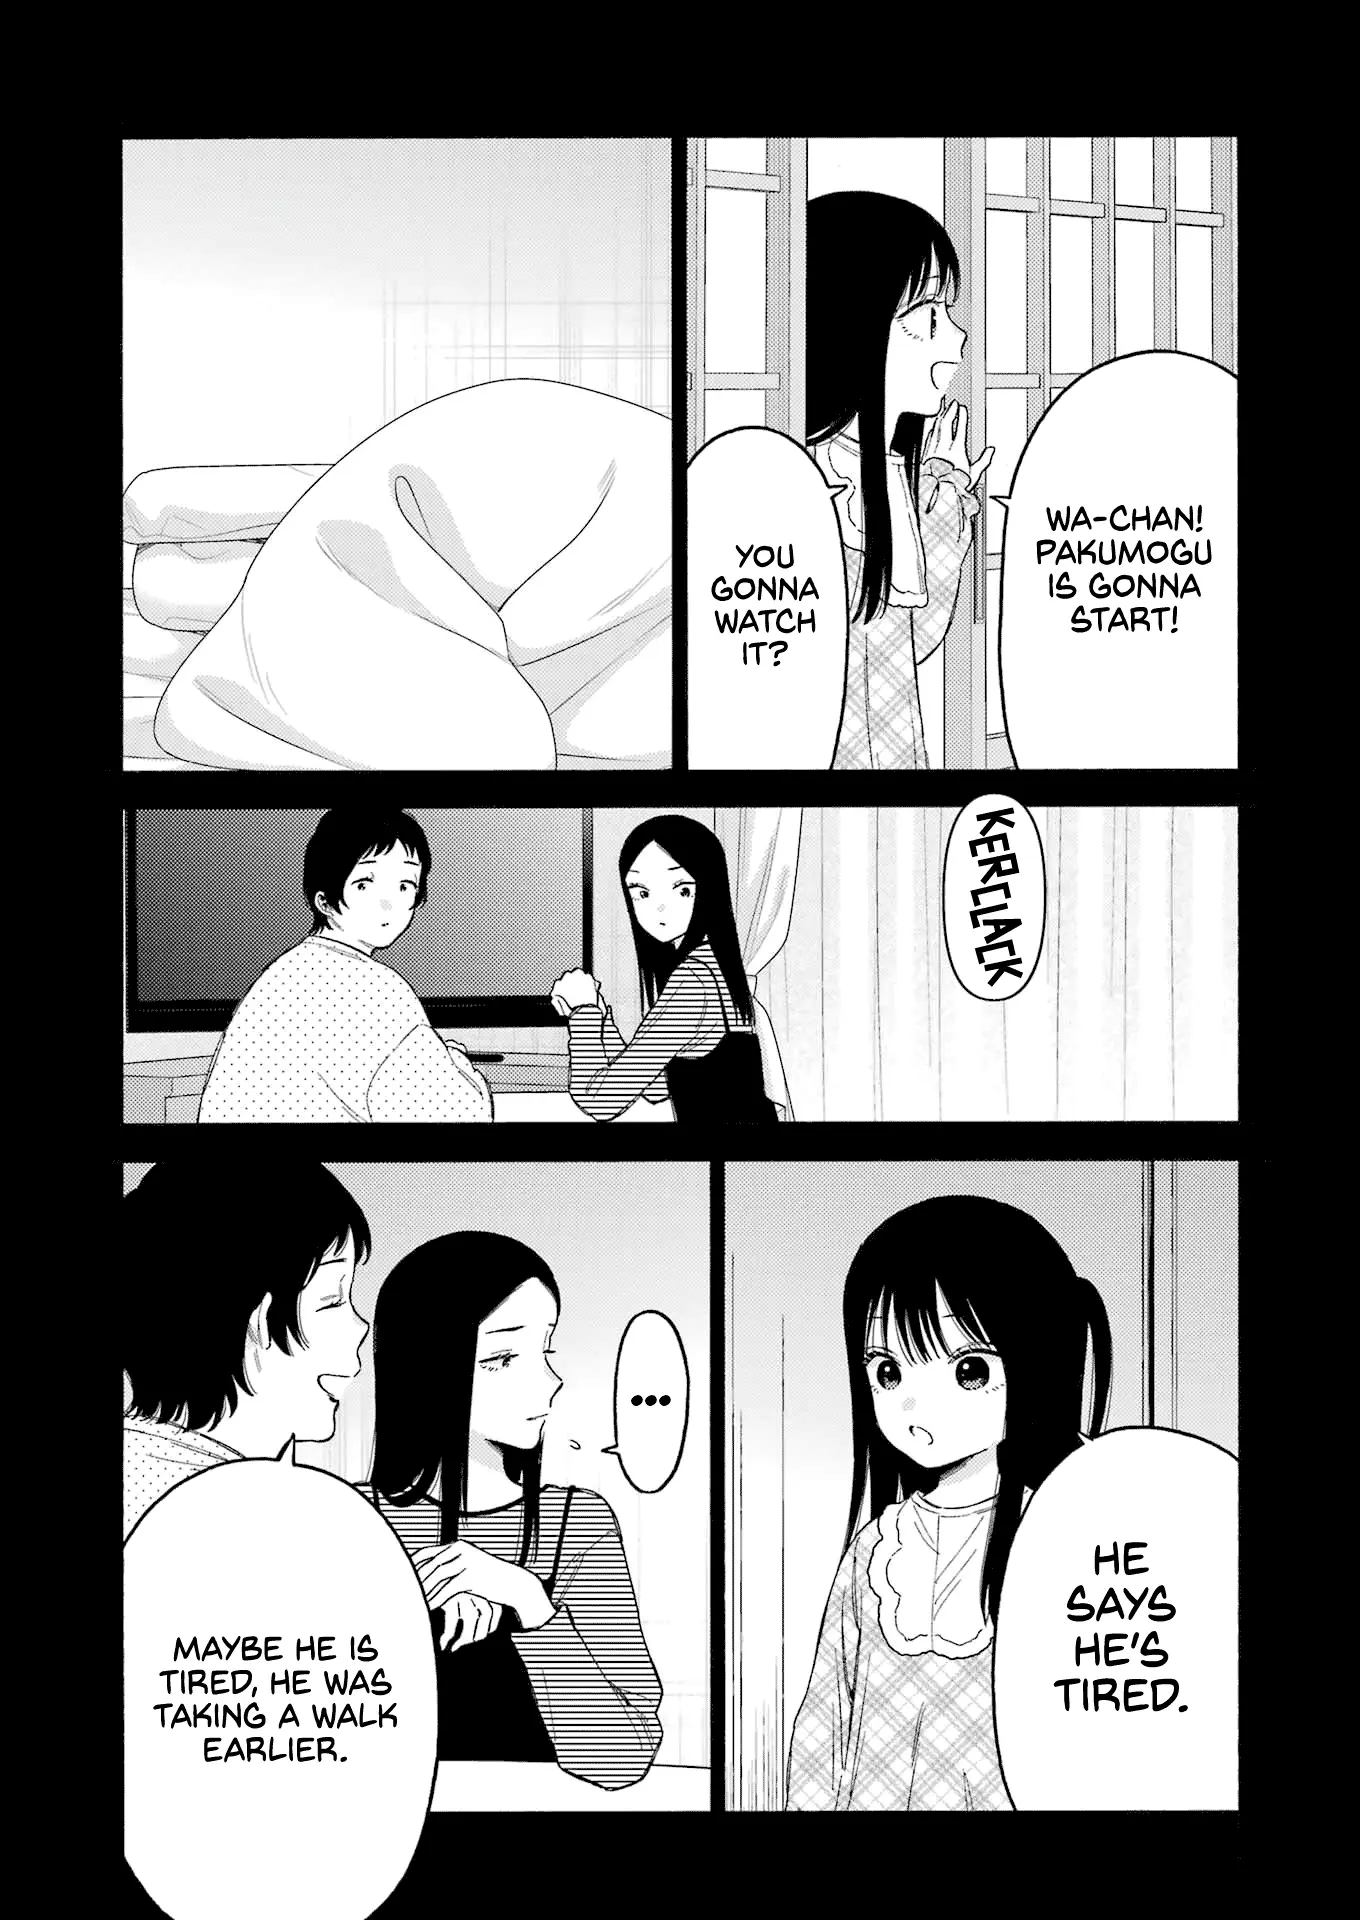 WA-CHAN!
PAKUMOGU
IS GONNA
START!
YOU
GONNA
WATCH
IT?
KERCLACK
HE
SAYS
HE'S
TIRED.
...
MAYBE HE IS
TIRED, HE WAS
TAKING A WALK
EARLIER.